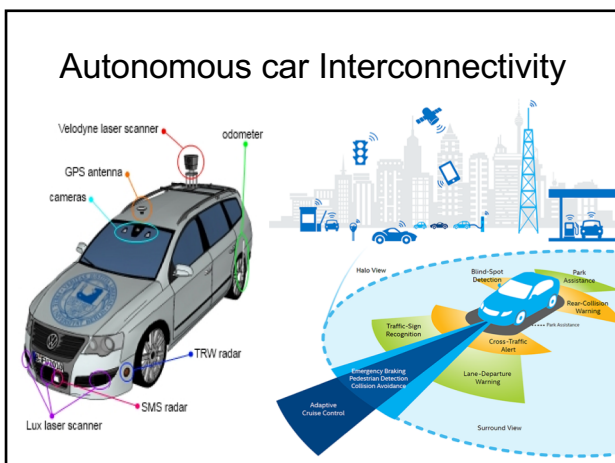 Autonomous car Interconnectivity
Velodyne laser scanner
odometer
GPS antenna
cameras
TRW radar
SMS radar
Lux laser scanner
Halo View
Blind-Spot
Detection
Park
Assistance
Rear-Collision
Warning
Park Assistance
Traffic-Sign
Recognition
Cross-Traffic
Alert
Emergency Braking
Pedestrian Detection
Collision Avoidance
Lane-Departure
Warning
Adaptive
Cruise Control
Surround View